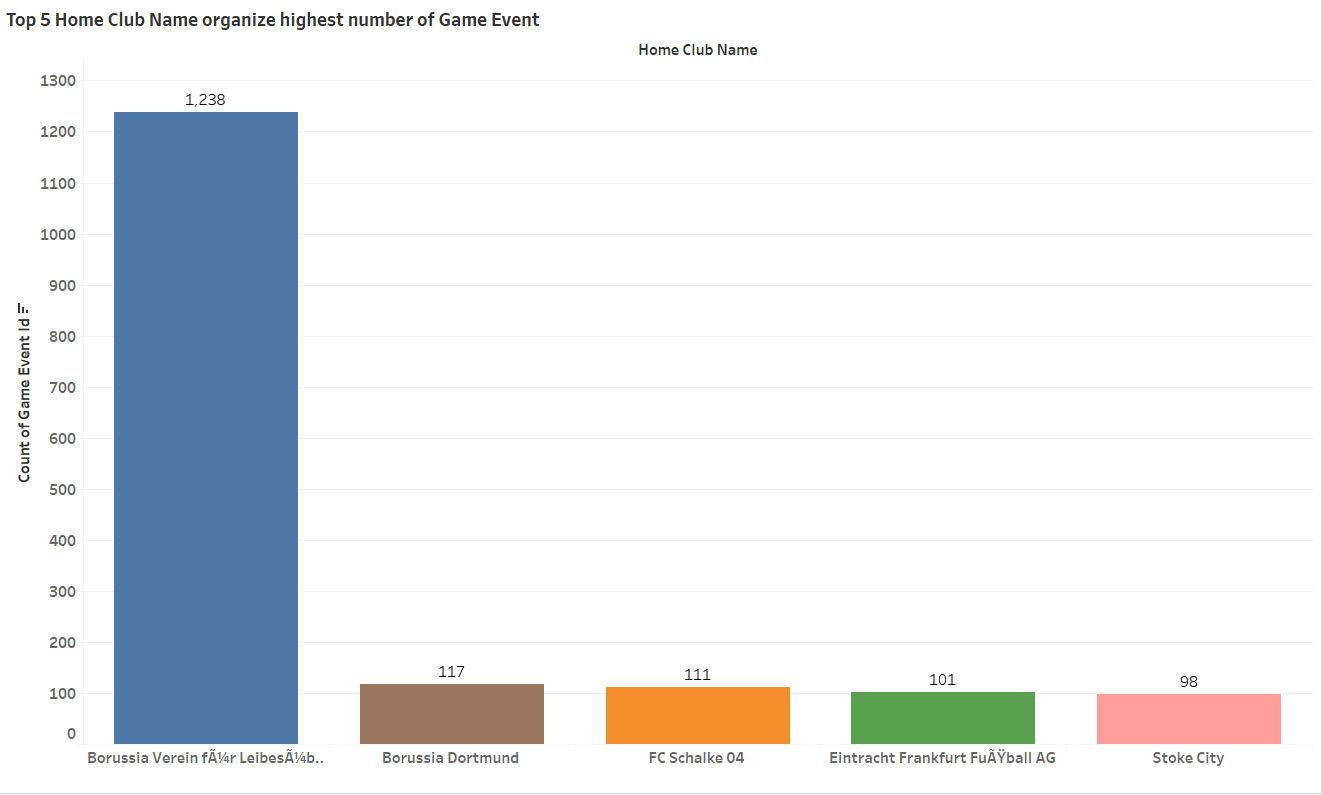 Top 5 Home Club Name organize highest number of Game Event
Home Club Name
Count of Game Event Id
1300
1200
1100
1000
900
800
700
600
500
400
300
200
100
0
1,238
117
111
101
98
Borussia Verein fÃ¼r LeibesÃ¼b..
Borussia Dortmund
FC Schalke 04
Eintracht Frankfurt FuÃŸball AG
Stoke City